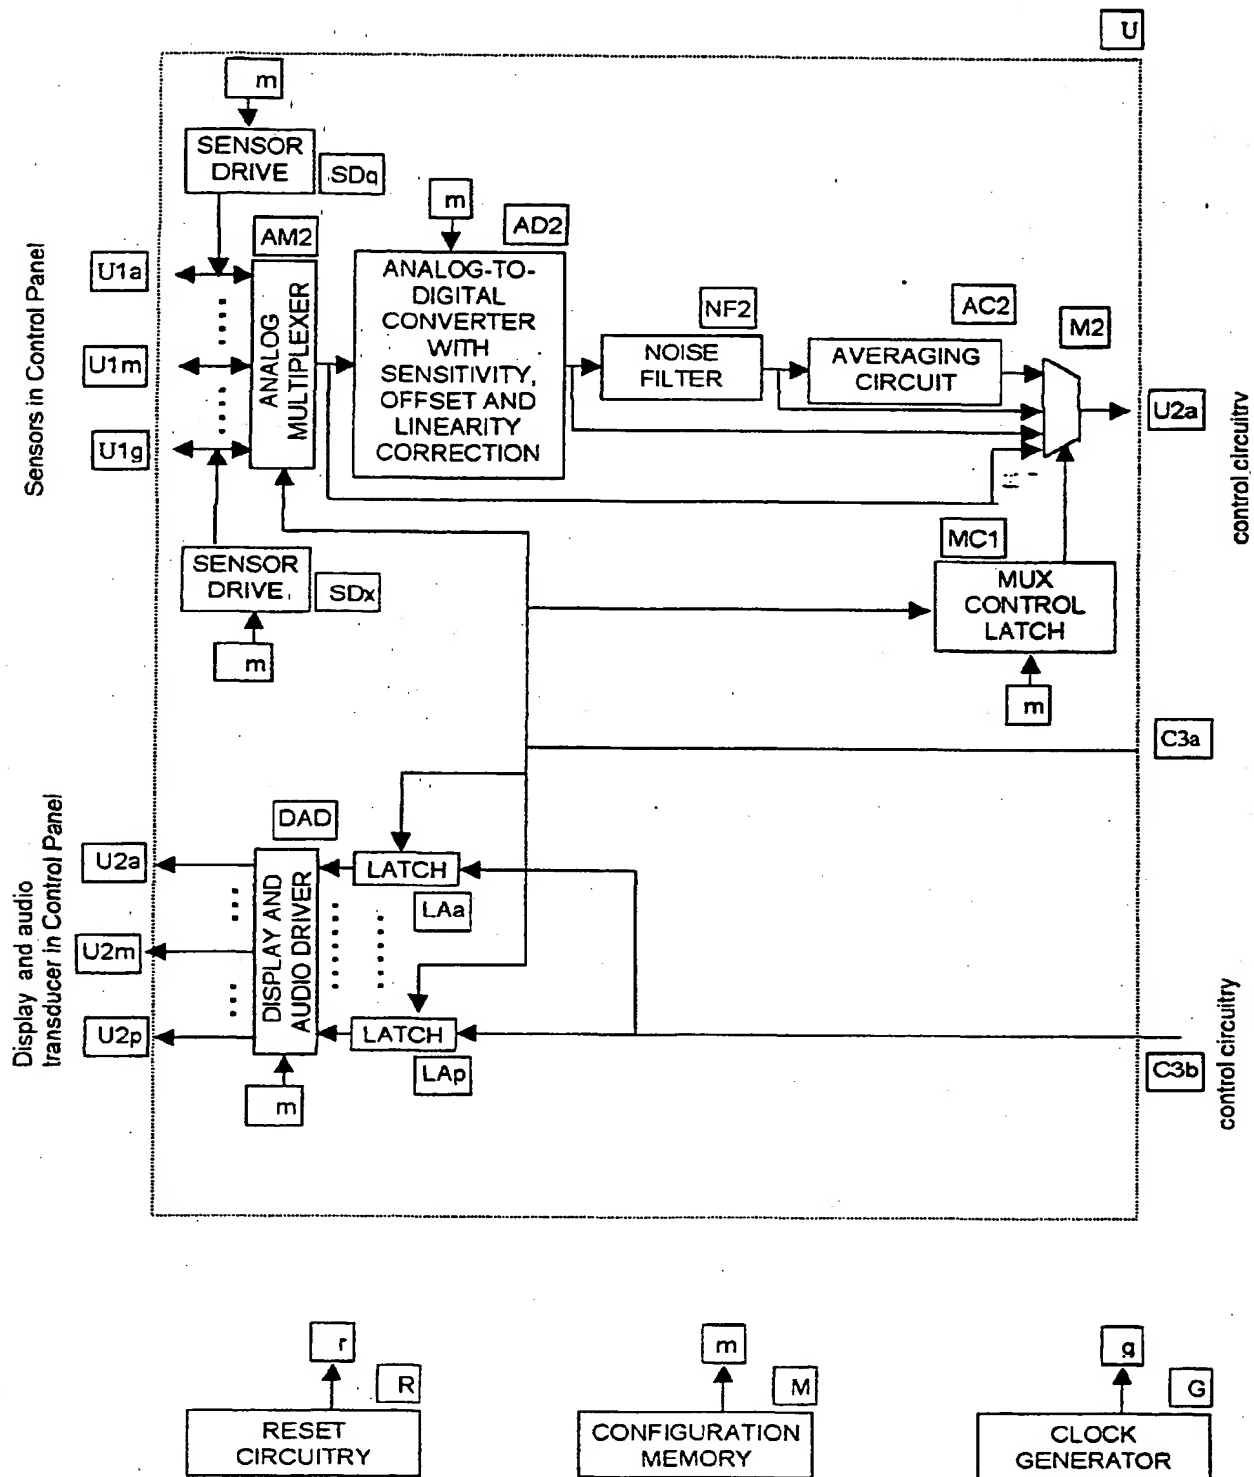 U
m
SENSOR
DRIVE
SDq
m
AM2
AD2
Sensors in Control Panel
U1a
U1m
U1g
ANALOG
MULTIPLEXER
ANALOG-TO-
DIGITAL
CONVERTER
WITH
SENSITIVITY,
OFFSET AND
LINEARITY
CORRECTION
NF2
NOISE
FILTER
AC2
AVERAGING
CIRCUIT
M2
U2a
control circuitry
SENSOR
DRIVE
SDx
m
MC1
MUX
CONTROL
LATCH
m
C3a
Display and audio
transducer in Control Panel
DAD
U2a
U2m
U2p
DISPLAY AND
AUDIO DRIVER
LATCH
LAa
LATCH
LAp
m
C3b
control circuitry
r
R
RESET
CIRCUITRY
m
M
CONFIGURATION
MEMORY
g
G
CLOCK
GENERATOR